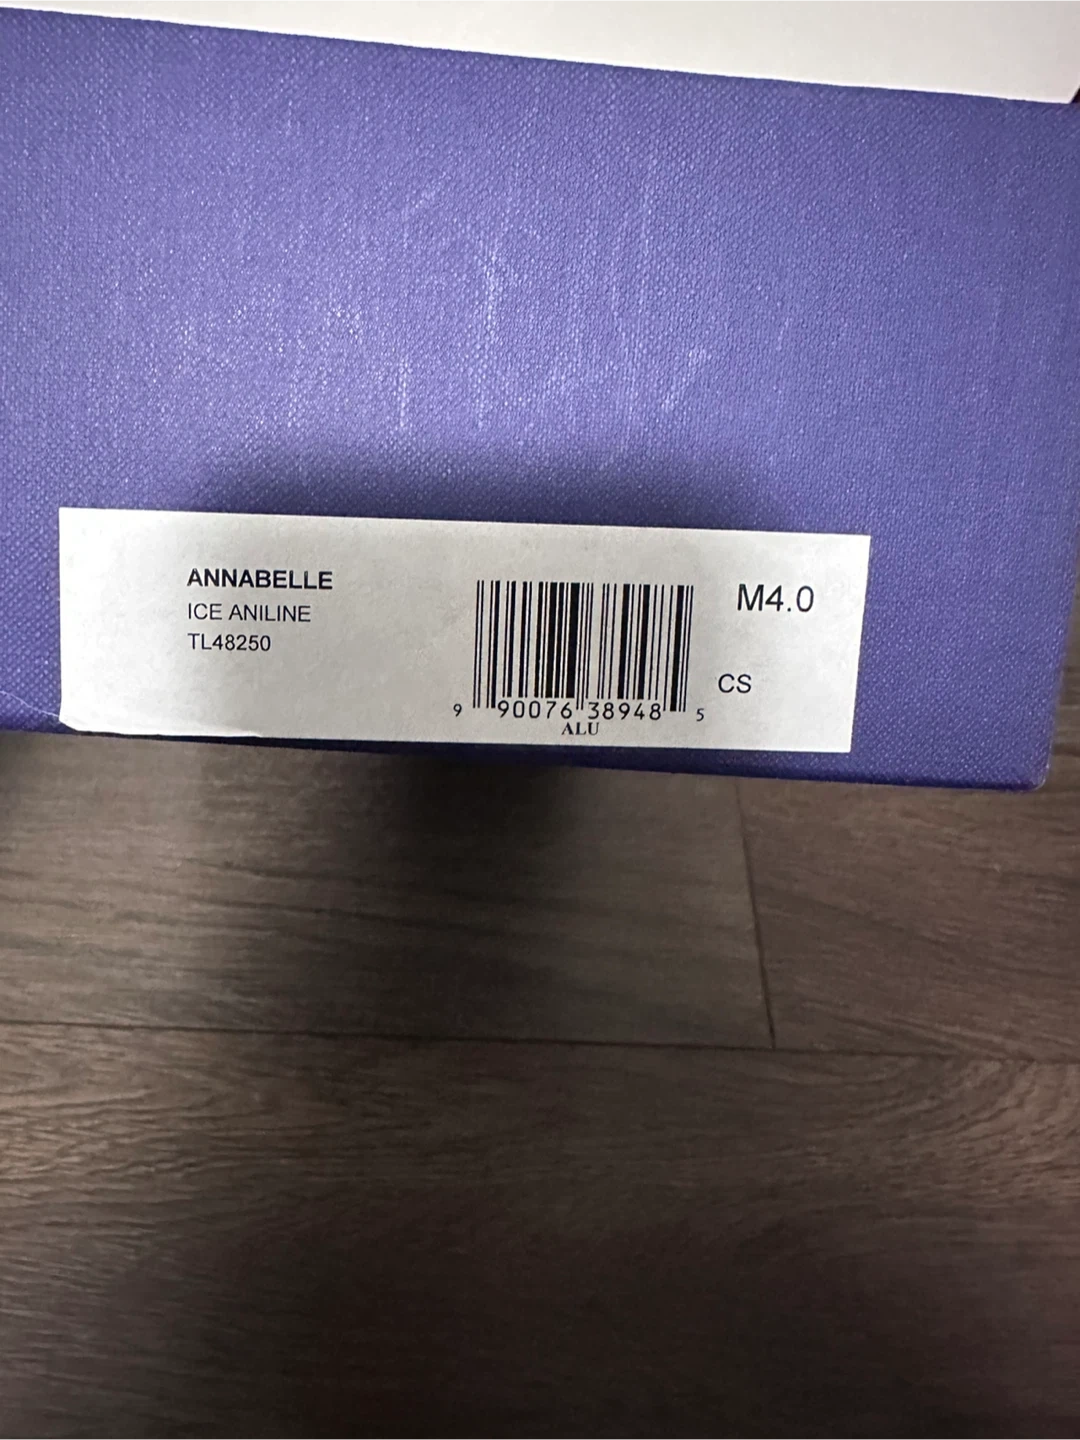 ANNABELLE
ICE ANILINE
TL48250
M4.0
CS
9 90076 38948 5
ALU